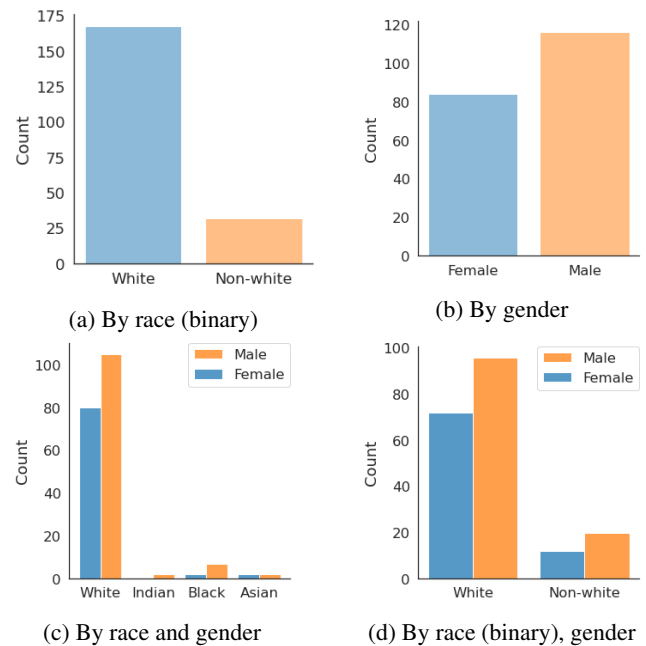 175
150
125
100
75
50
25
0
Count
White Non-white
(a) By race (binary)
120
100
80
60
40
20
0
Count
Female Male
(b) By gender
100
80
60
40
20
0
Count
Male
Female
White Indian Black Asian
(c) By race and gender
100
80
60
40
20
0
Count
Male
Female
White Non-white
(d) By race (binary), gender